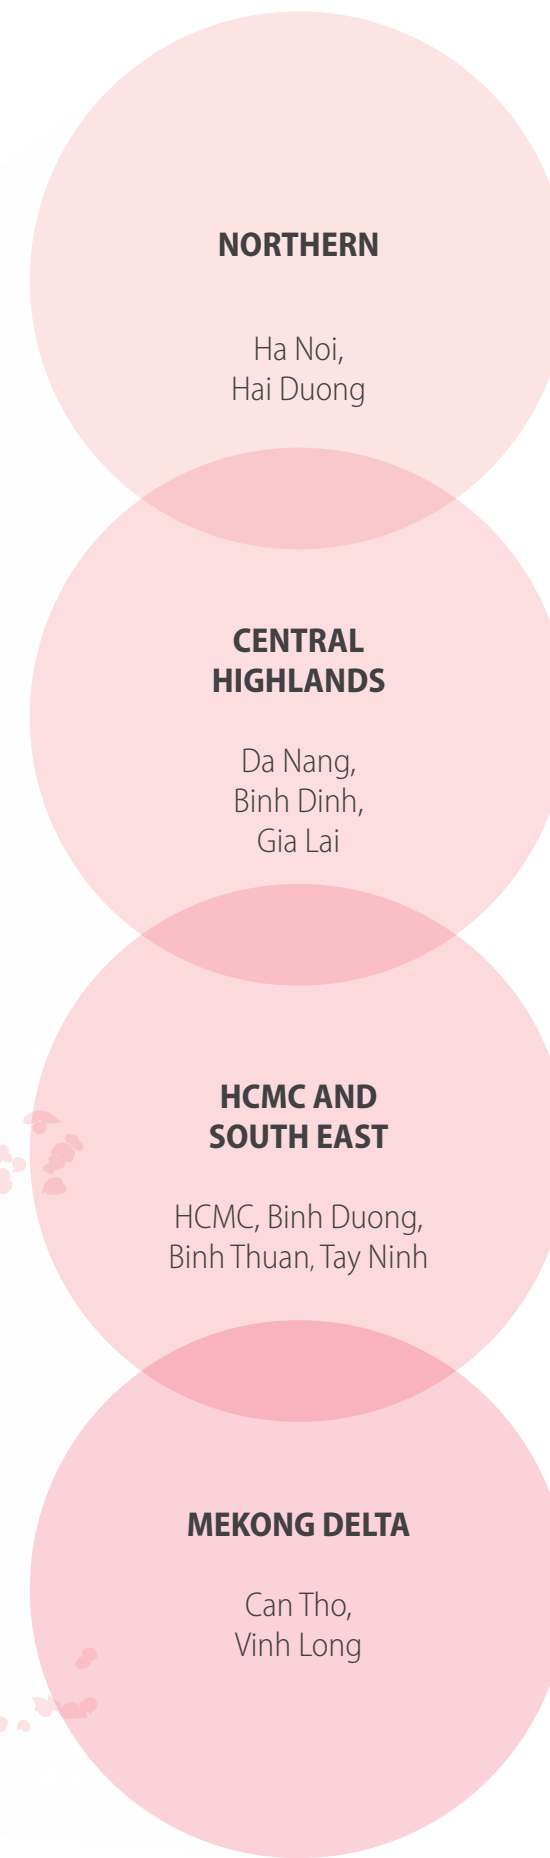 NORTHERN
Ha Noi,
Hai Duong
CENTRAL
HIGHLANDS
Da Nang,
Binh Dinh,
Gia Lai
HCMC AND
SOUTH EAST
HCMC, Binh Duong,
Binh Thuan, Tay Ninh
MEKONG DELTA
Can Tho,
Vinh Long